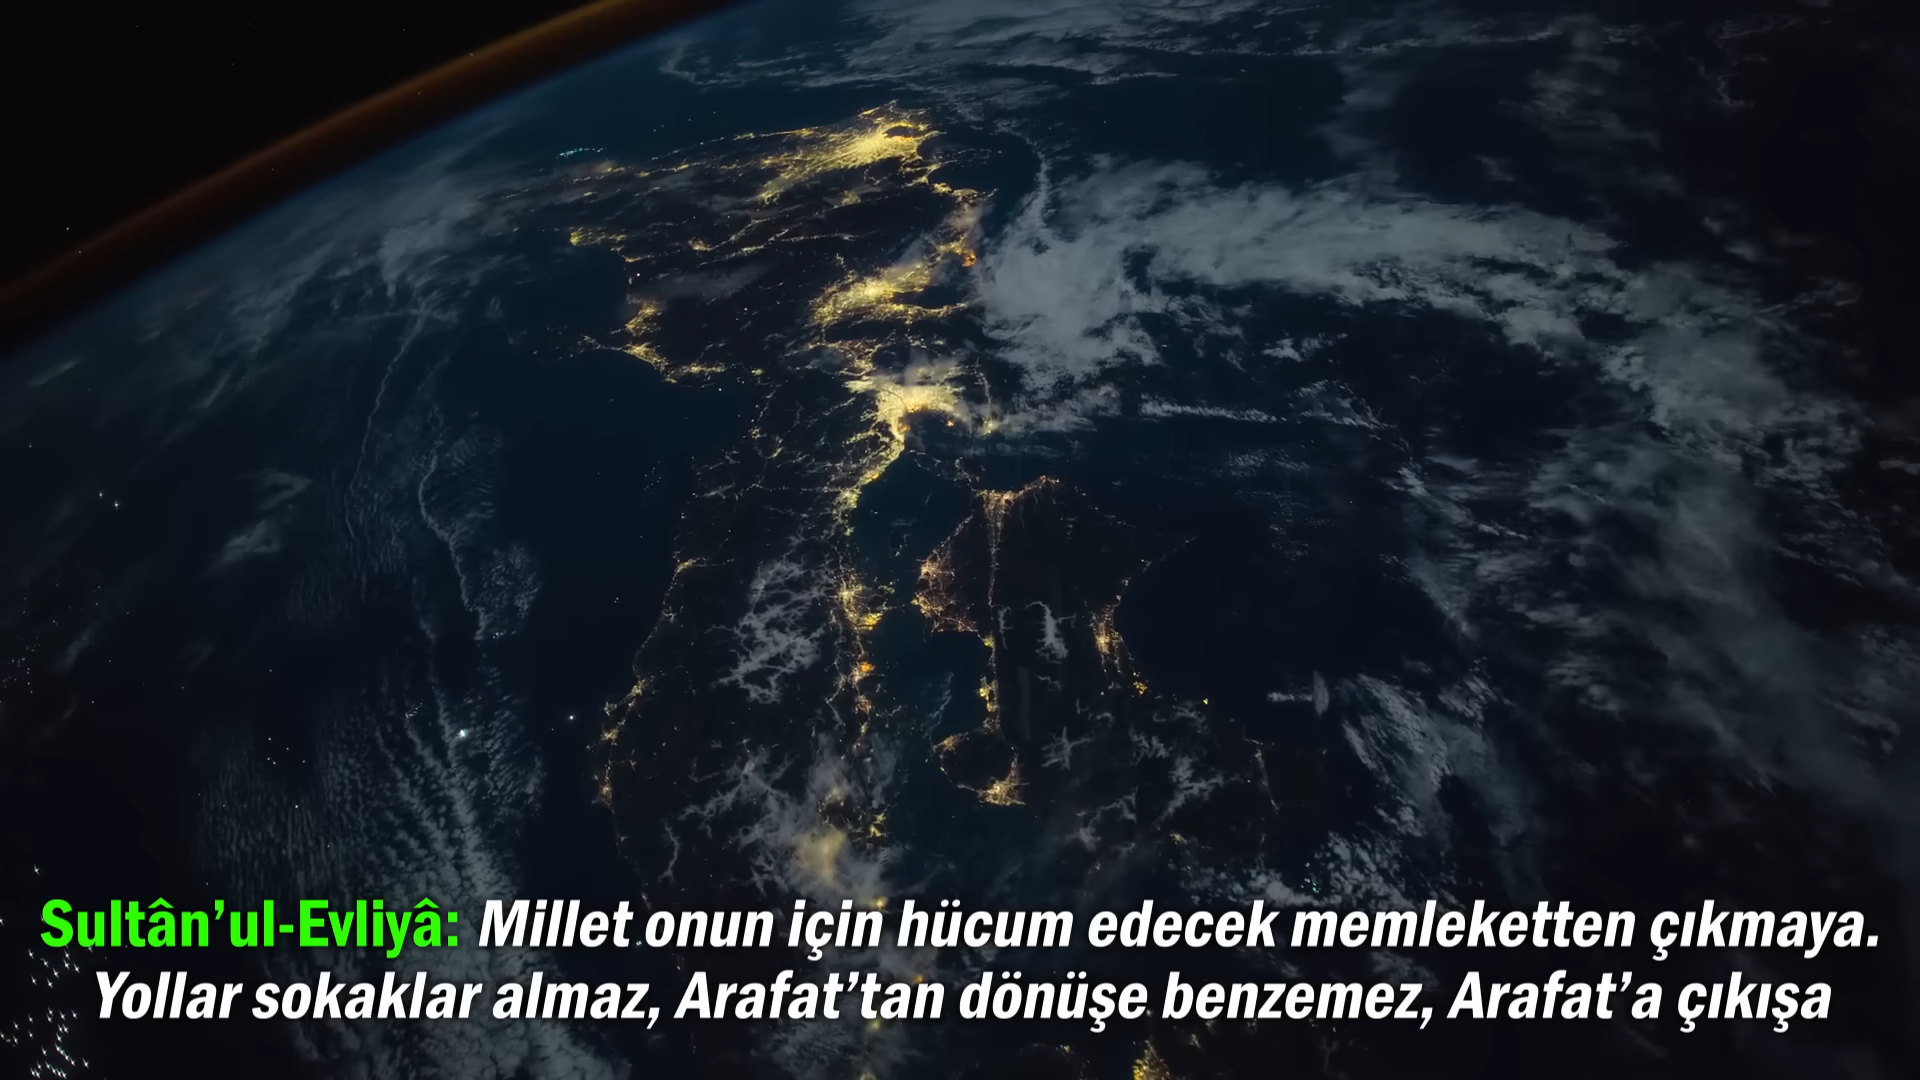 Sultân’ul-Evliyâ: Millet onun için hücum edecek memleketten çıkmaya.
Yollar sokaklar almaz, Arafat’tan dönüşe benzemez, Arafat’a çıkışa